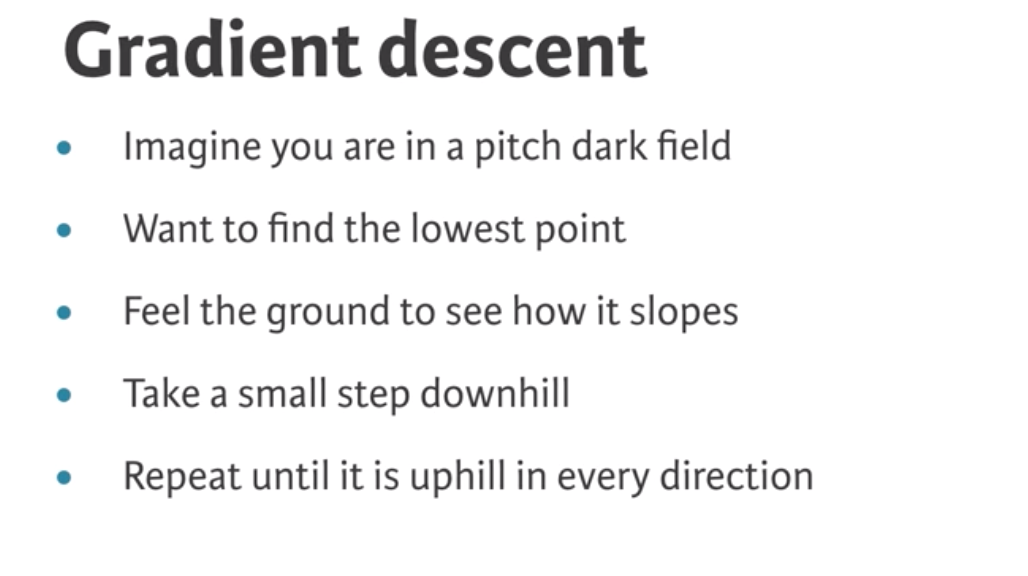 Gradient descent
Imagine you are in a pitch dark field
Want to find the lowest point
Feel the ground to see how it slopes
Take a small step downhill
Repeat until it is uphill in every direction